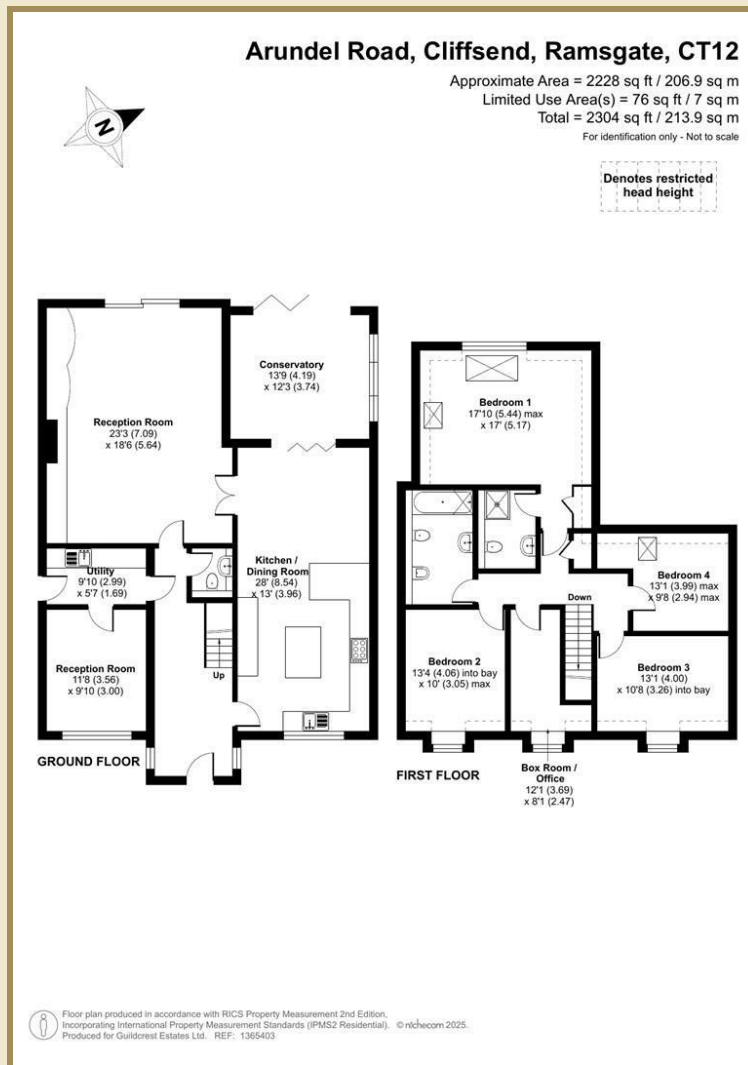 Arundel Road, Cliffsend, Ramsgate, CT12
Approximate Area = 2228 sq ft / 206.9 sq m
Limited Use Area(s) = 76 sq ft / 7 sq m
Total = 2304 sq ft / 213.9 sq m
For identification only - Not to scale
N
Denotes restricted
head height
Conservatory
13'9 (4.19)
x 12'3 (3.74)
Reception Room
23'3 (7.09)
x 18'6 (5.64)
Utility
9'10 (2.99)
x 5'7 (1.69)
Kitchen /
Dining Room
28' (8.54)
x 13' (3.96)
Reception Room
11'8 (3.56)
x 9'10 (3.00)
Up
GROUND FLOOR
Bedroom 1
17'10 (5.44) max
x 17' (5.17)
Bedroom 4
13'1 (3.99) max
x 9'8 (2.94) max
Down
Bedroom 2
13'4 (4.06) into bay
x 10' (3.05) max
Bedroom 3
13'1 (4.00)
x 10'8 (3.26) into bay
Box Room /
Office
12'1 (3.69)
x 8'1 (2.47)
FIRST FLOOR
Floor plan produced in accordance with RICS Property Measurement 2nd Edition,
Incorporating International Property Measurement Standards (IPMS2 Residential). © nichecom 2025.
Produced for Guildcrest Estates Ltd. REF: 1365403